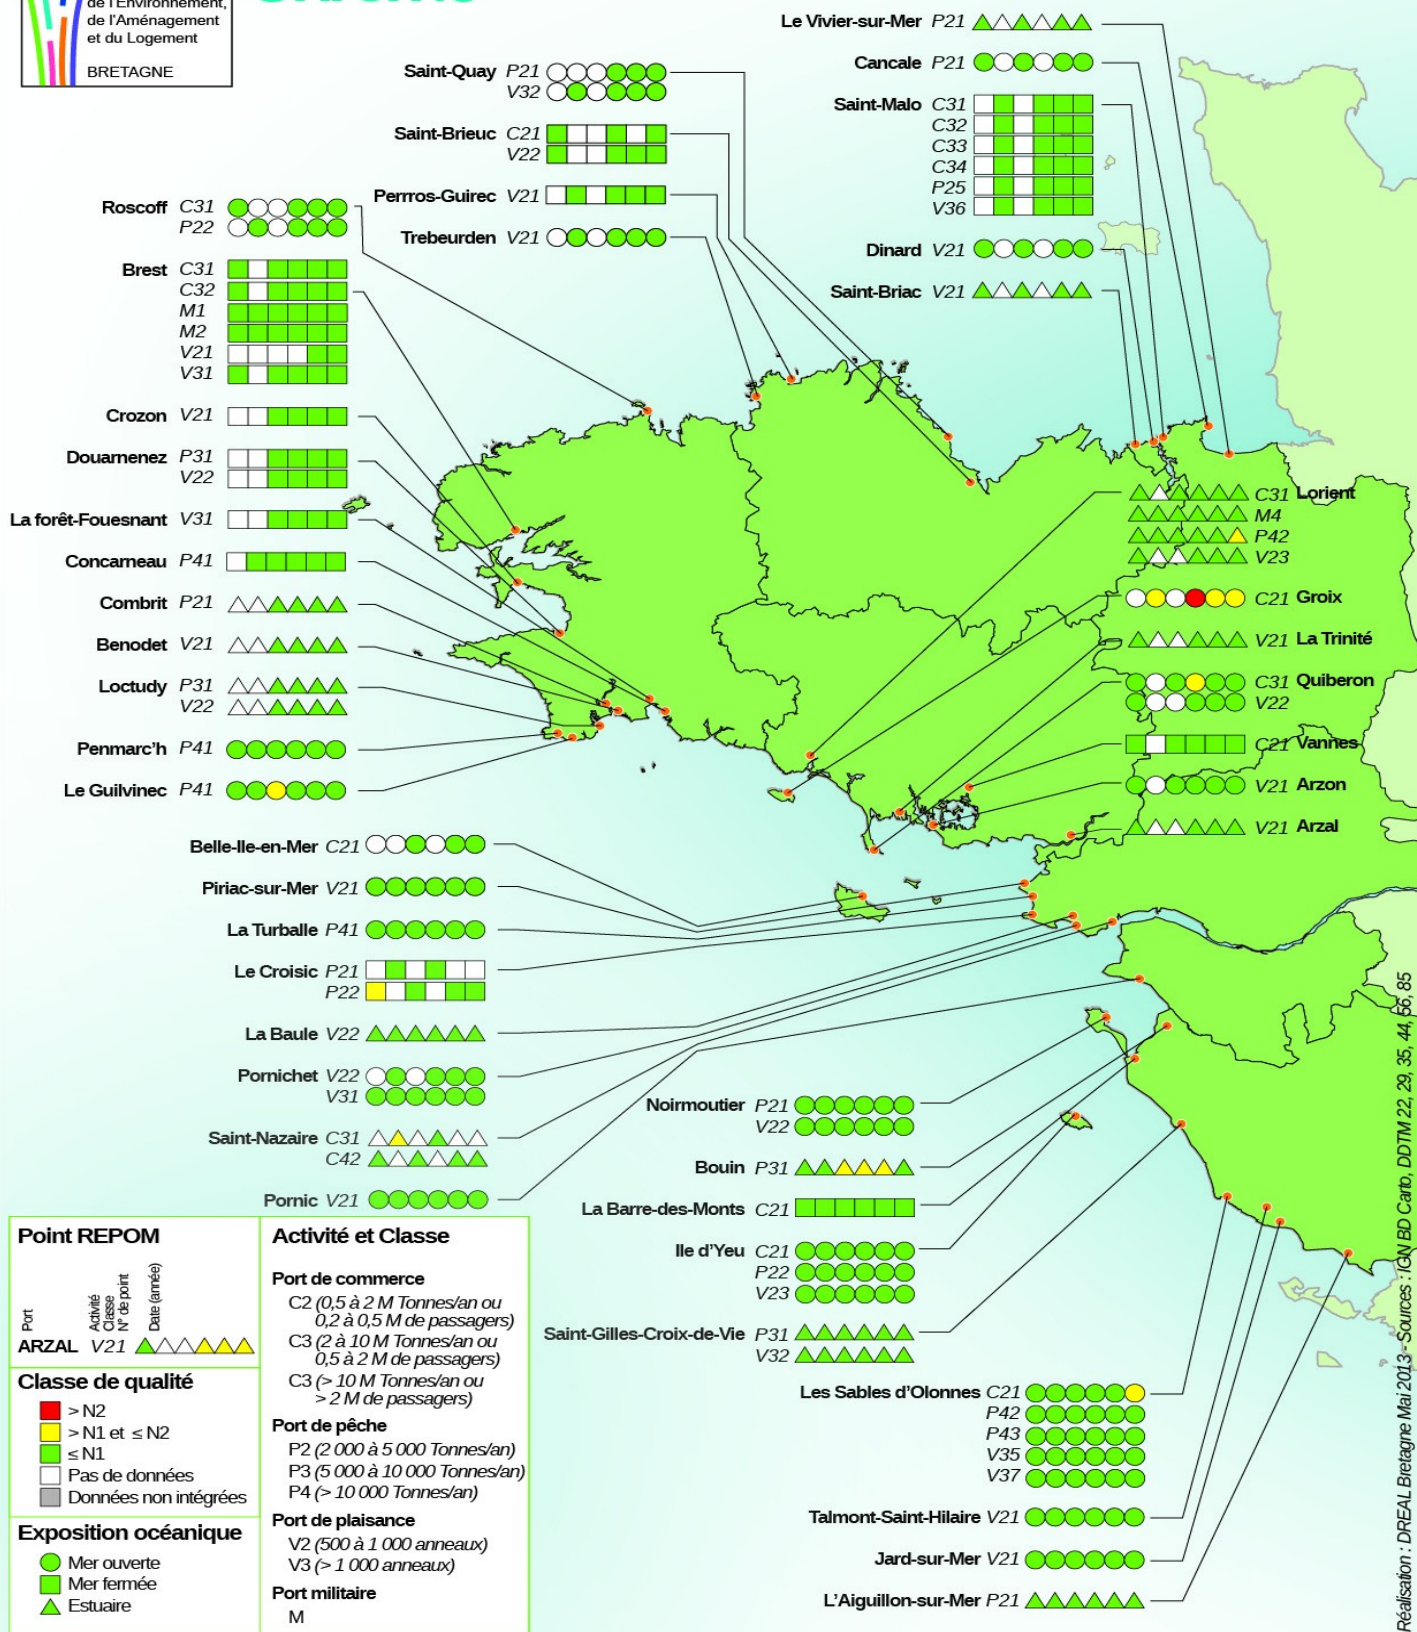 de l'Environnement,
de l'Aménagement
et du Logement
BRETAGNE
Le Vivier-sur-Mer P21
Cancale P21
Saint-Malo C31
C32
C33
C34
P25
V36
Dinard V21
Saint-Briac V21
Saint-Quay P21
V32
Saint-Brieuc C21
V22
Perrros-Guirec V21
Trebeurden V21
Roscoff C31
P22
Brest C31
C32
M1
M2
V21
V31
Crozon V21
Douarnenez P31
V22
La forêt-Fouesnant V31
Concarneau P41
Combrit P21
Benodet V21
Loctudy P31
V22
Penmarc'h P41
Le Guilvinec P41
C31 Lorient
M4
P42
V23
C21 Groix
V21 La Trinité
C31 Quiberon
V22
C21 Vannes
V21 Arzon
V21 Arzal
Belle-Ile-en-Mer C21
Piriac-sur-Mer V21
La Turballe P41
Le Croisic P21
P22
La Baule V22
Pornichet V22
V31
Saint-Nazaire C31
C42
Pornic V21
Noirmoutier P21
V22
Bouin P31
La Barre-des-Monts C21
Ile d'Yeu C21
P22
V23
Saint-Gilles-Croix-de-Vie P31
V32
Les Sables d'Olonnes C21
P42
P43
V35
V37
Talmont-Saint-Hilaire V21
Jard-sur-Mer V21
L'Aiguillon-sur-Mer P21
Point REPOM
Port
Activité
Classe
N° de point
Date (année)
ARZAL V21
Classe de qualité
> N2
> N1 et ≤ N2
≤ N1
Pas de données
Données non intégrées
Exposition océanique
Mer ouverte
Mer fermée
Estuaire
Activité et Classe
Port de commerce
C2 (0,5 à 2 M Tonnes/an ou
0,2 à 0,5 M de passagers)
C3 (2 à 10 M Tonnes/an ou
0,5 à 2 M de passagers)
C3 (> 10 M Tonnes/an ou
> 2 M de passagers)
Port de pêche
P2 (2 000 à 5 000 Tonnes/an)
P3 (5 000 à 10 000 Tonnes/an)
P4 (> 10 000 Tonnes/an)
Port de plaisance
V2 (500 à 1 000 anneaux)
V3 (> 1 000 anneaux)
Port militaire
M
Réalisation : DREAL Bretagne Mai 2013 - Sources : IGN BD Carto, DDTM 22, 29, 35, 44, 56, 85